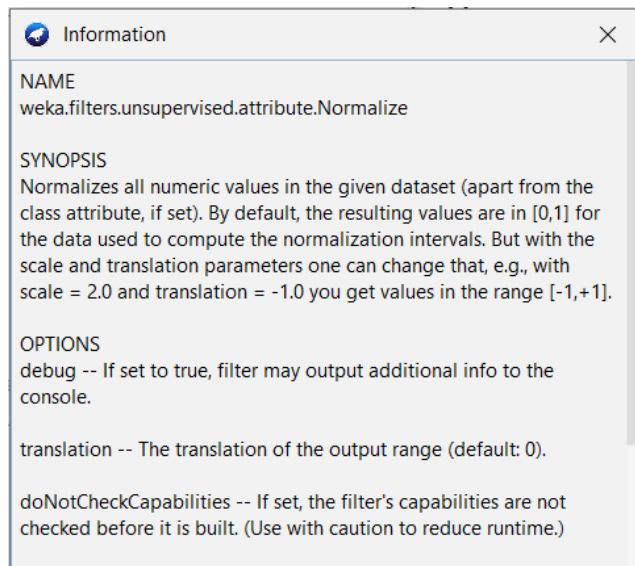 Information
NAME
weka.filters.unsupervised.attribute.Normalize
SYNOPSIS
Normalizes all numeric values in the given dataset (apart from the
class attribute, if set). By default, the resulting values are in [0,1] for
the data used to compute the normalization intervals. But with the
scale and translation parameters one can change that, e.g., with
scale = 2.0 and translation = -1.0 you get values in the range [-1,+1].
OPTIONS
debug -- If set to true, filter may output additional info to the
console.
translation -- The translation of the output range (default: 0).
doNotCheckCapabilities -- If set, the filter's capabilities are not
checked before it is built. (Use with caution to reduce runtime.)